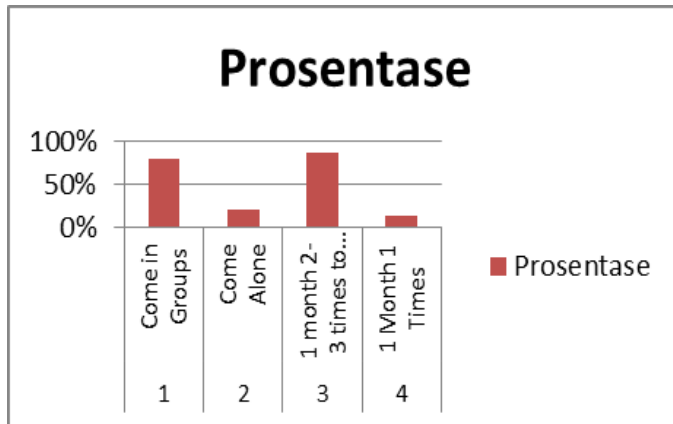 Prosentase
100%
50%
0%
Come in
Groups
Come
Alone
1 month 2-
3 times to...
1 Month 1
Times
1
2
3
4
Prosentase